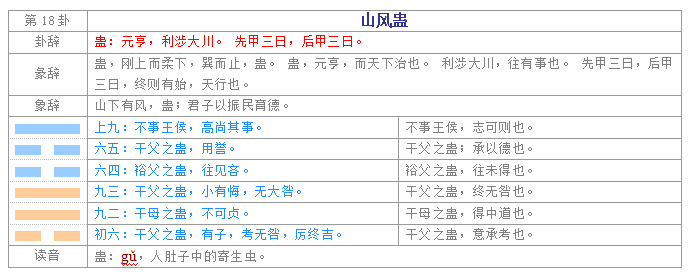 第18卦 山风蛊
卦辞 蛊：元亨，利涉大川。 先甲三日，后甲三日。
彖辞 蛊，刚上而柔下，巽而止，蛊。 蛊，元亨，而天下治也。 利涉大川，往有事也。 先甲三日，后甲
三日，终则有始，天行也。
象辞 山下有风，蛊；君子以振民育德。
上九：不事王侯，高尚其事。 不事王侯，志可则也。
六五：干父之蛊，用誉。 干父之蛊；承以德也。
六四：裕父之蛊，往见吝。 裕父之蛊，往未得也。
九三：干父之蛊，小有悔，无大咎。 干父之蛊，终无咎也。
九二：干母之蛊，不可贞。 干母之蛊，得中道也。
初六：干父之蛊，有子，考无咎，厉终吉。 干父之蛊，意承考也。
读音 蛊：gǔ，人肚子中的寄生虫。